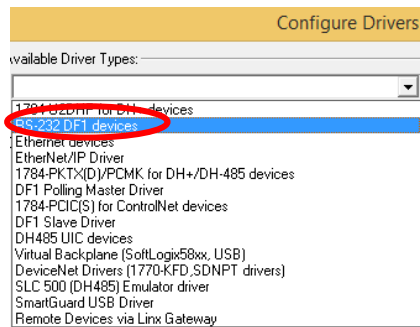 Configure Drivers
Available Driver Types:
1784-U2DHP for DH+ devices
RS-232 DF1 devices
Ethernet devices
EtherNet/IP Driver
1784-PKTX(D)/PCMK for DH+/DH-485 devices
DF1 Polling Master Driver
1784-PCIC(S) for ControlNet devices
DF1 Slave Driver
DH485 UIC devices
Virtual Backplane (SoftLogix58xx, USB)
DeviceNet Drivers (1770-KFD,SDNPT drivers)
SLC 500 (DH485) Emulator driver
SmartGuard USB Driver
Remote Devices via Linx Gateway